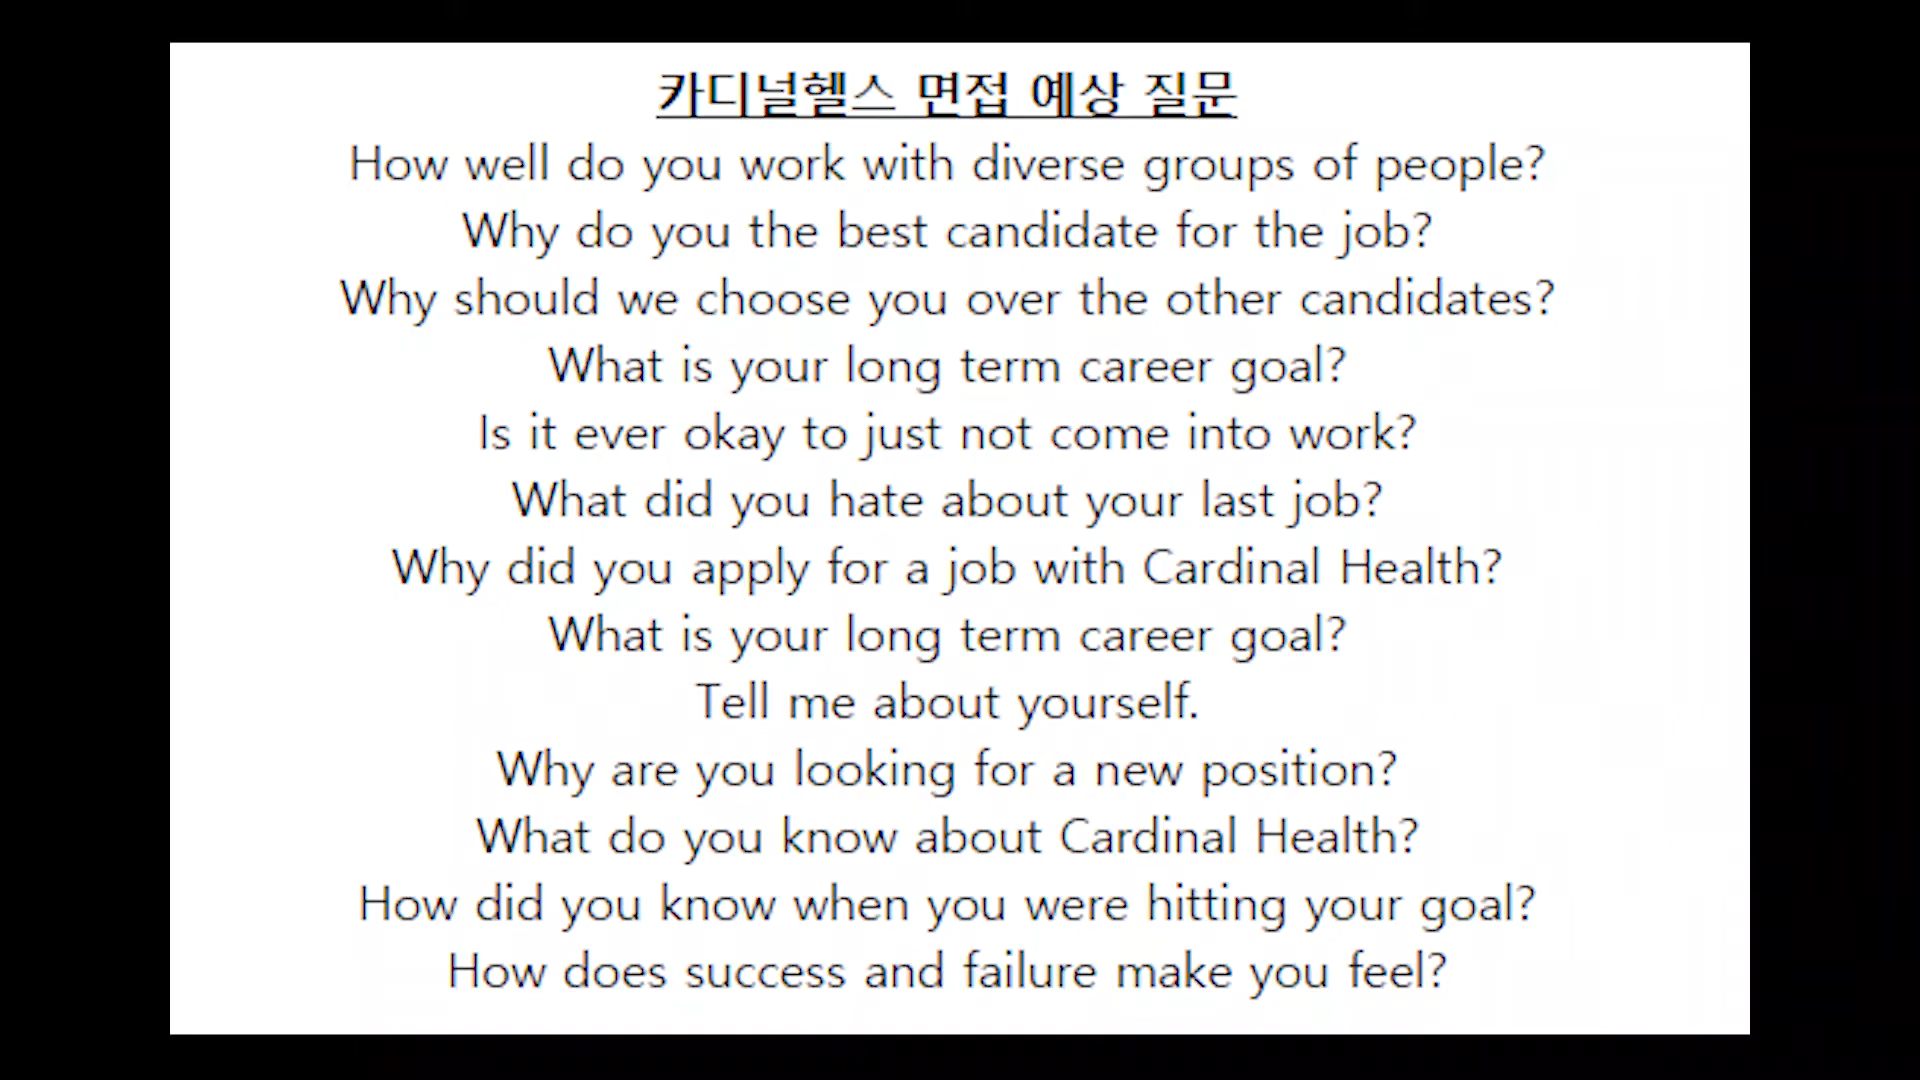 카디널헬스 면접 예상 질문
How well do you work with diverse groups of people?
Why do you the best candidate for the job?
Why should we choose you over the other candidates?
What is your long term career goal?
Is it ever okay to just not come into work?
What did you hate about your last job?
Why did you apply for a job with Cardinal Health?
What is your long term career goal?
Tell me about yourself.
Why are you looking for a new position?
What do you know about Cardinal Health?
How did you know when you were hitting your goal?
How does success and failure make you feel?